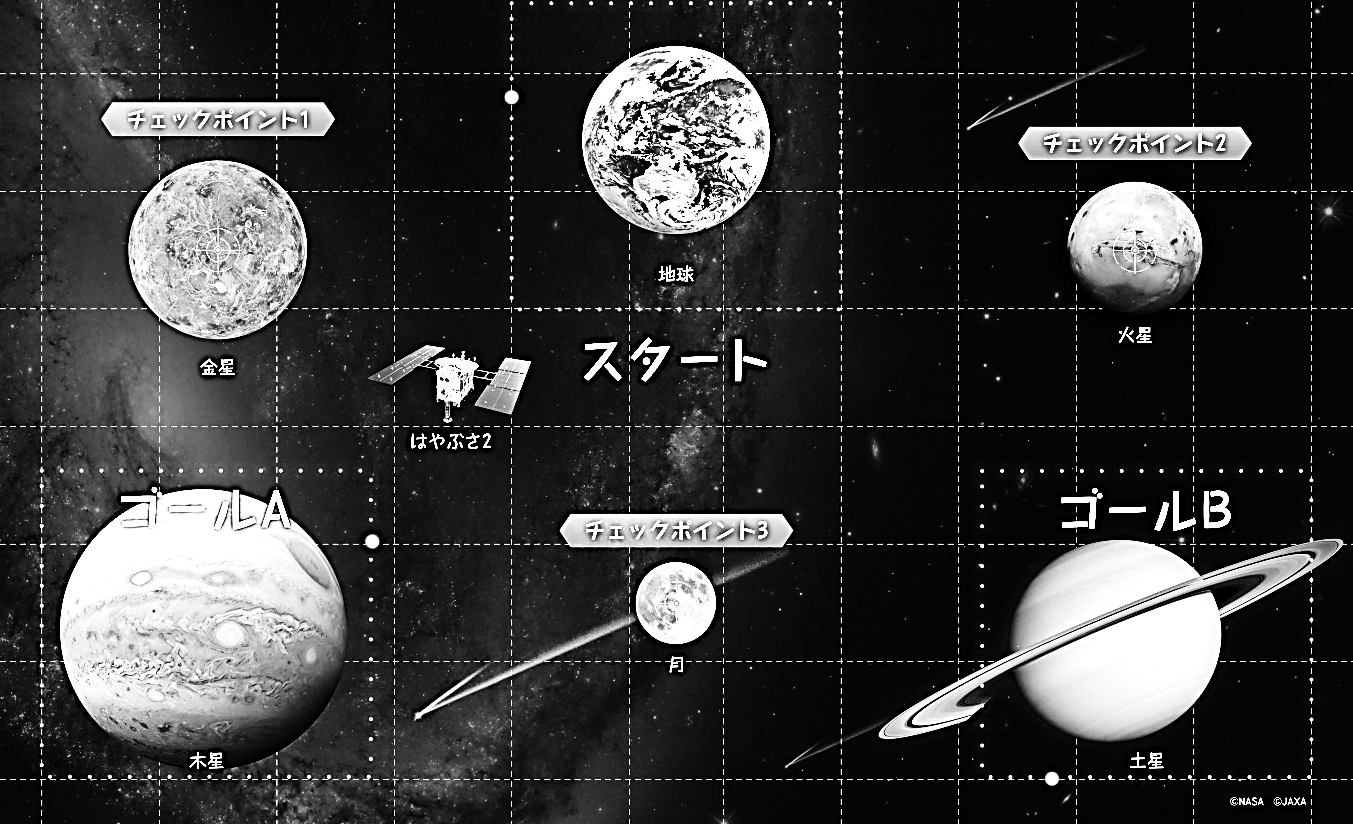 チェックポイント1
チェックポイント2
地球
火星
金星
スタート
はやぶさ2
ゴールA
ゴールB
チェックポイント3
月
木星
土星
©NASA ©JAXA